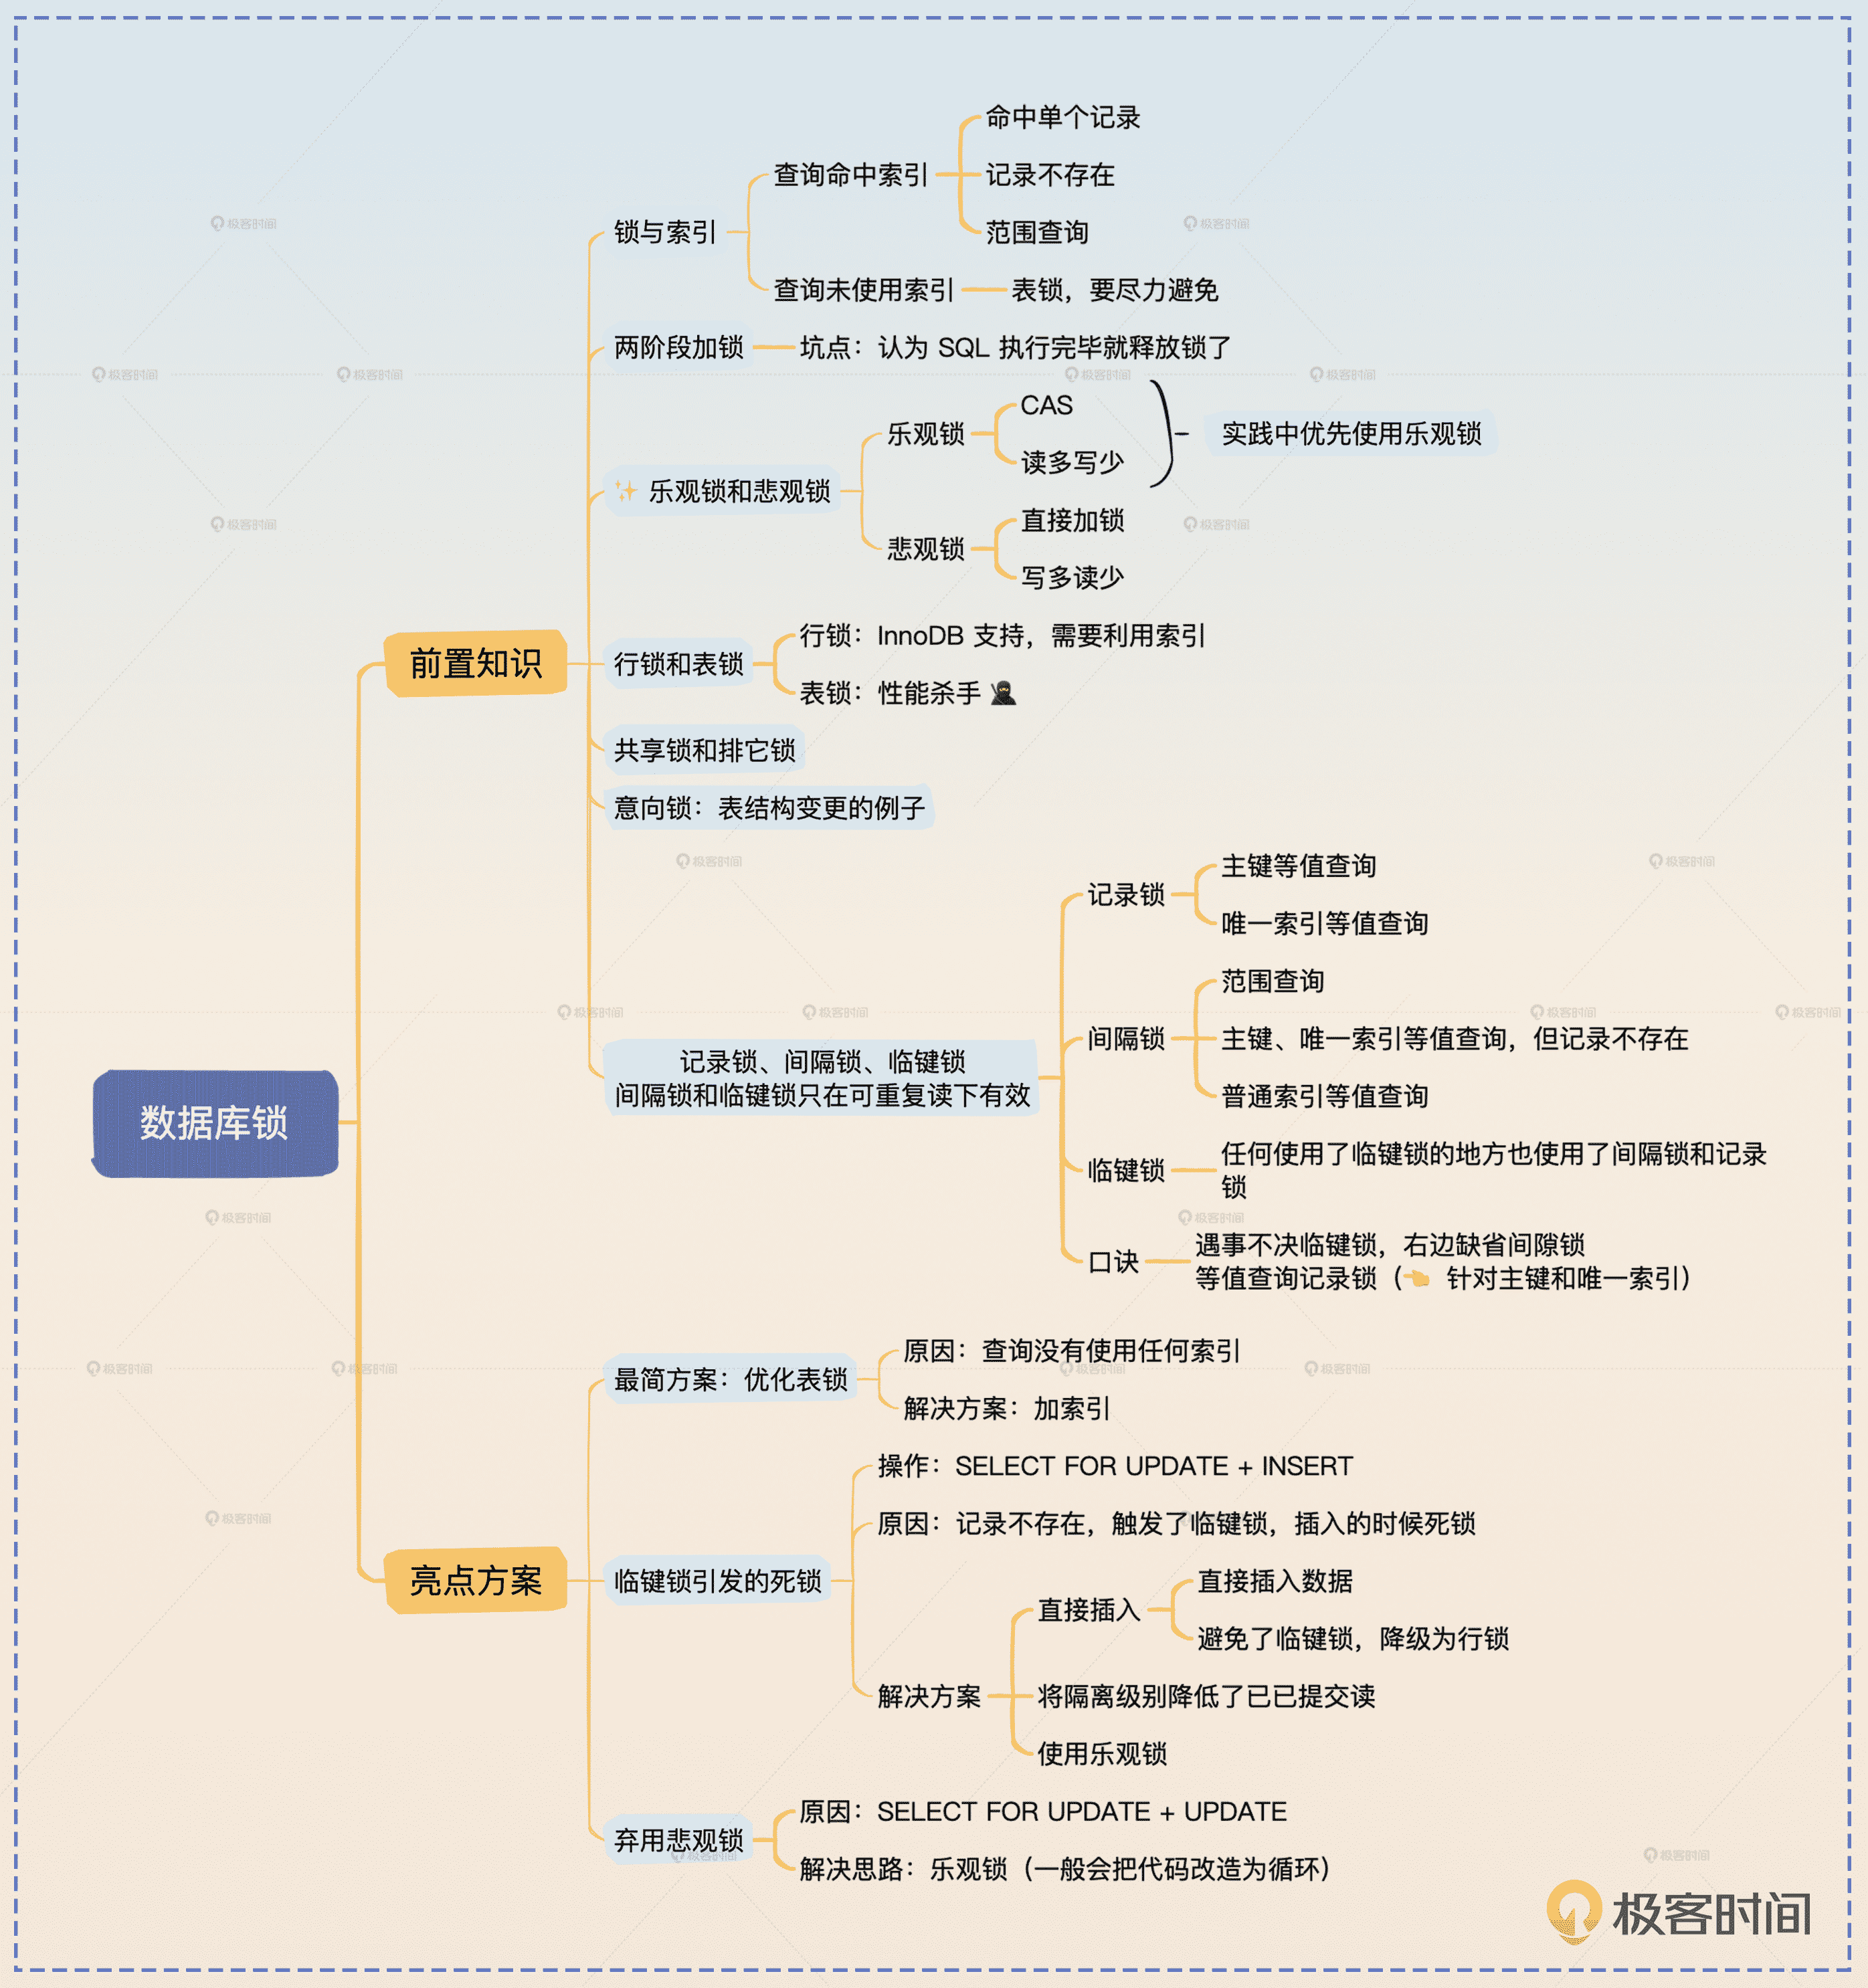 命中单个记录
查询命中索引
记录不存在
锁与索引
范围查询
查询未使用索引
表锁，要尽力避免
两阶段加锁
坑点：认为 SQL 执行完毕就释放锁了
CAS
乐观锁
实践中优先使用乐观锁
读多写少
乐观锁和悲观锁
直接加锁
悲观锁
写多读少
行锁：InnoDB 支持，需要利用索引
前置知识
行锁和表锁
表锁：性能杀手
共享锁和排它锁
意向锁：表结构变更的例子
主键等值查询
记录锁
唯一索引等值查询
范围查询
间隔锁
主键、唯一索引等值查询，但记录不存在
记录锁、间隔锁、临键锁
间隔锁和临键锁只在可重复读下有效
普通索引等值查询
数据库锁
临键锁
任何使用了临键锁的地方也使用了间隔锁和记录
锁
口诀
遇事不决临键锁，右边缺省间隙锁
等值查询记录锁（ 针对主键和唯一索引）
原因：查询没有使用任何索引
最简方案：优化表锁
解决方案：加索引
操作：SELECT FOR UPDATE + INSERT
原因：记录不存在，触发了临键锁，插入的时候死锁
亮点方案
临键锁引发的死锁
直接插入数据
直接插入
避免了临键锁，降级为行锁
解决方案
将隔离级别降低了已已提交读
使用乐观锁
原因：SELECT FOR UPDATE + UPDATE
弃用悲观锁
解决思路：乐观锁（一般会把代码改造为循环）
极客时间